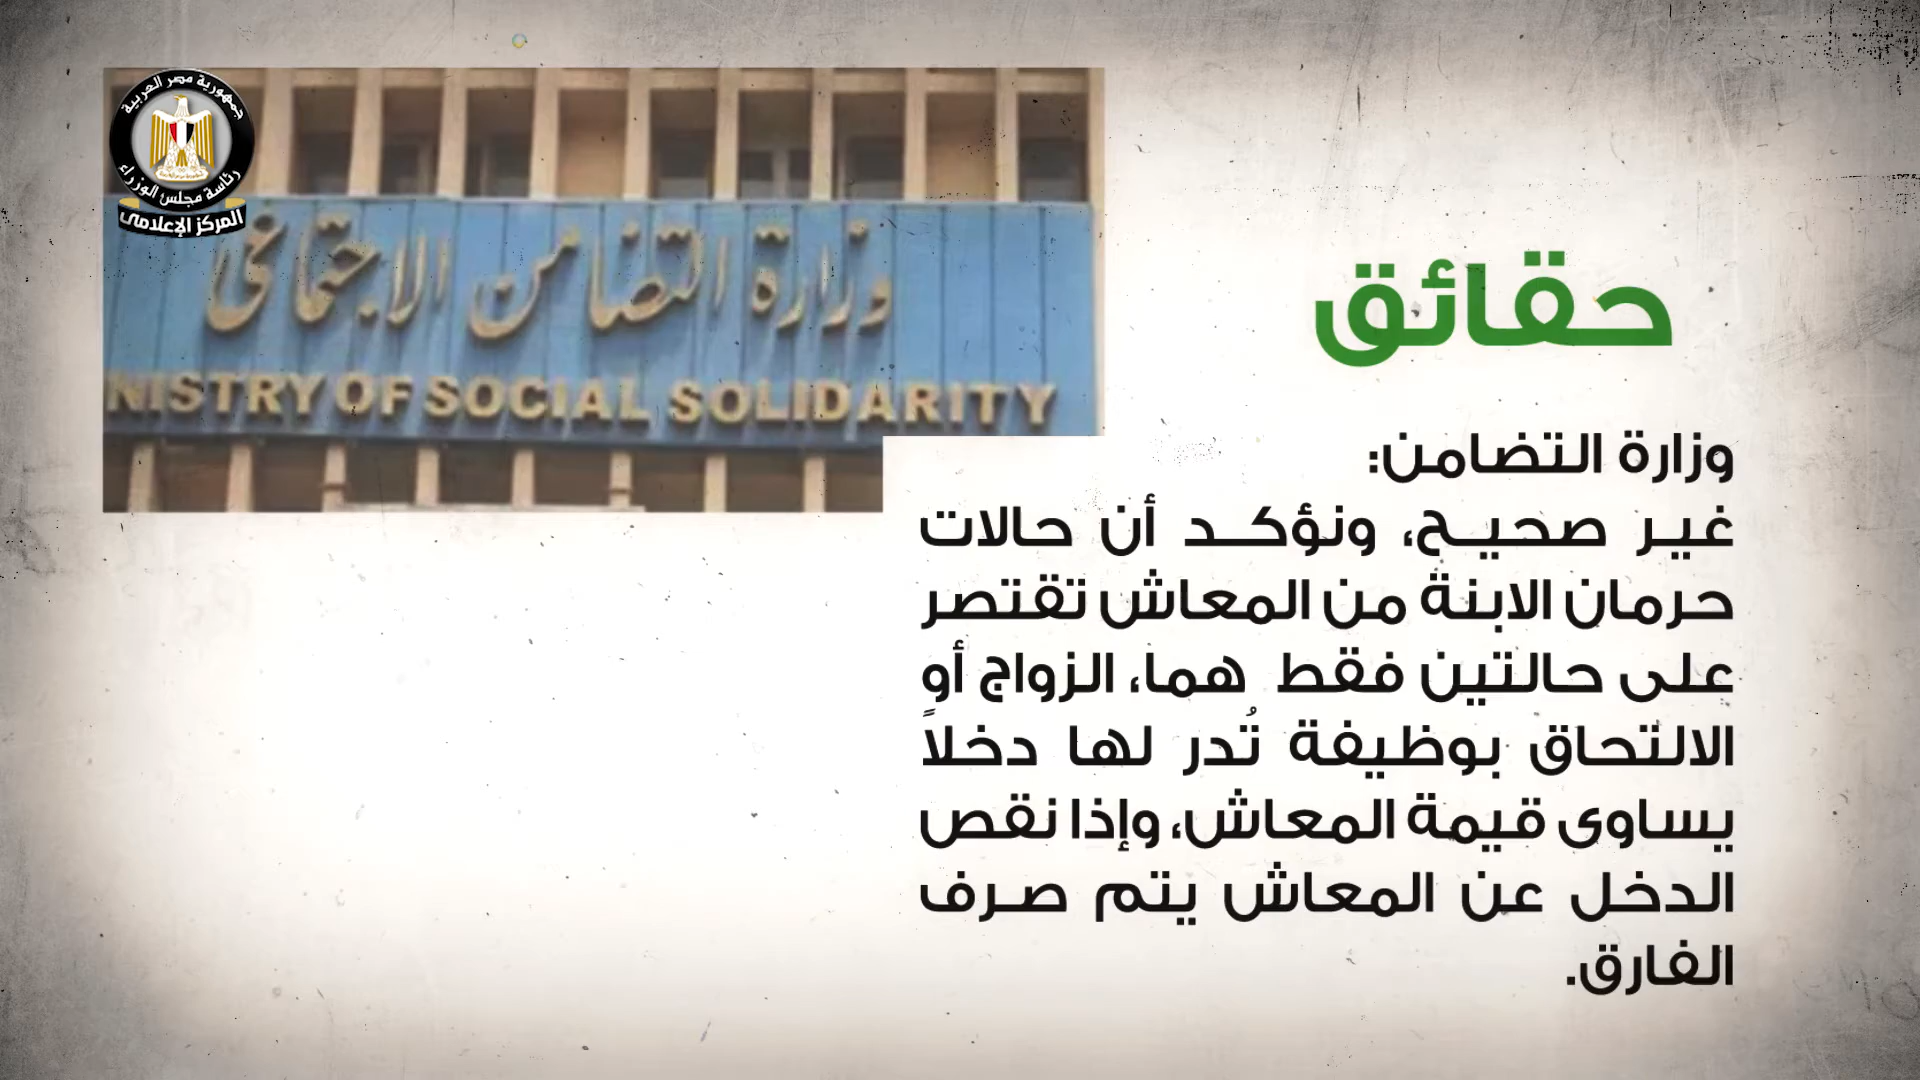 جمهورية مصر العربية
رئاسة مجلس الوزراء
المركز الإعلامى
وزارة التضامن الاجتماعى
NISTRY OF SOCIAL SOLIDARITY
حقائق
وزارة التضامن:
غير صحيح، ونؤكد أن حالات
حرمان الابنة من المعاش تقتصر
على حالتين فقط هما، الزواج أو
الالتحاق بوظيفة تُدر لها دخلاً
يساوى قيمة المعاش، وإذا نقص
الدخل عن المعاش يتم صرف
الفارق.